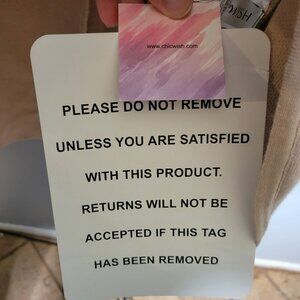 www.chicwish.com
PLEASE DO NOT REMOVE
UNLESS YOU ARE SATISFIED
WITH THIS PRODUCT.
RETURNS WILL NOT BE
ACCEPTED IF THIS TAG
HAS BEEN REMOVED